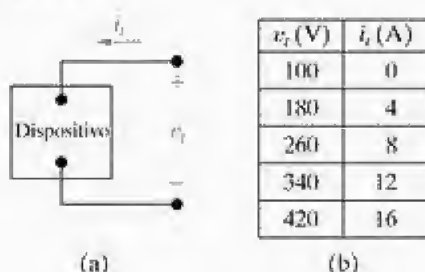 i_t
+
Dispositivo
v_t
−
(a)
v_t (V) i_t (A)
100 0
180 4
260 8
340 12
420 16
(b)